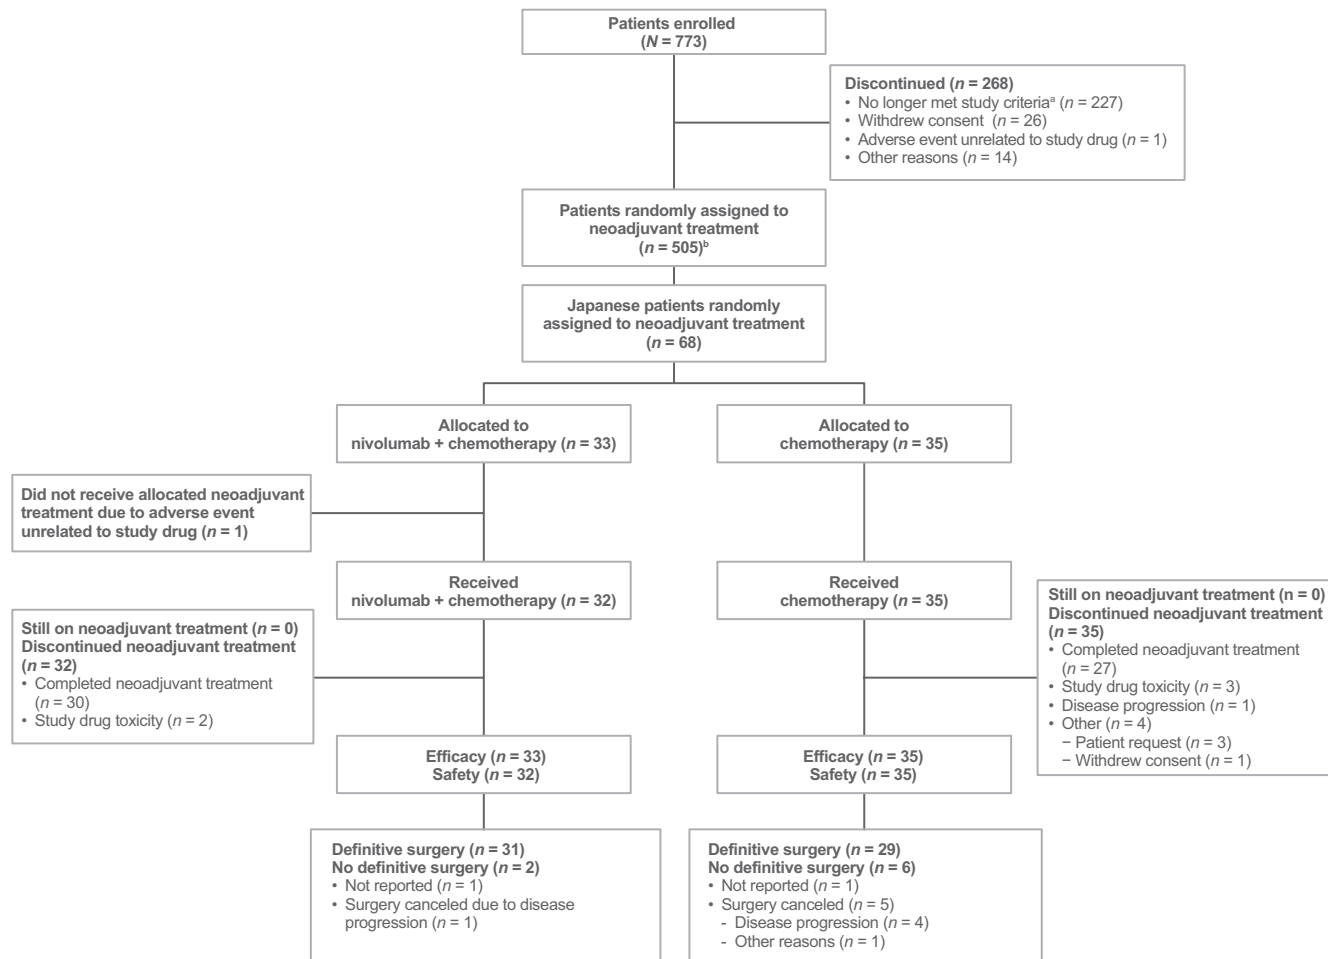 Patients enrolled
(N = 773)
Discontinued (n = 268)
• No longer met study criteriaª (n = 227)
• Withdrew consent (n = 26)
• Adverse event unrelated to study drug (n = 1)
• Other reasons (n = 14)
Patients randomly assigned to
neoadjuvant treatment
(n = 505)ᵇ
Japanese patients randomly
assigned to neoadjuvant treatment
(n = 68)
Allocated to
nivolumab + chemotherapy (n = 33)
Allocated to
chemotherapy (n = 35)
Did not receive allocated neoadjuvant
treatment due to adverse event
unrelated to study drug (n = 1)
Received
nivolumab + chemotherapy (n = 32)
Received
chemotherapy (n = 35)
Still on neoadjuvant treatment (n = 0)
Discontinued neoadjuvant treatment
(n = 32)
• Completed neoadjuvant treatment
(n = 30)
• Study drug toxicity (n = 2)
Still on neoadjuvant treatment (n = 0)
Discontinued neoadjuvant treatment
(n = 35)
• Completed neoadjuvant treatment
(n = 27)
• Study drug toxicity (n = 3)
• Disease progression (n = 1)
• Other (n = 4)
− Patient request (n = 3)
− Withdrew consent (n = 1)
Efficacy (n = 33)
Safety (n = 32)
Efficacy (n = 35)
Safety (n = 35)
Definitive surgery (n = 31)
No definitive surgery (n = 2)
• Not reported (n = 1)
• Surgery canceled due to disease
progression (n = 1)
Definitive surgery (n = 29)
No definitive surgery (n = 6)
• Not reported (n = 1)
• Surgery canceled (n = 5)
- Disease progression (n = 4)
- Other reasons (n = 1)